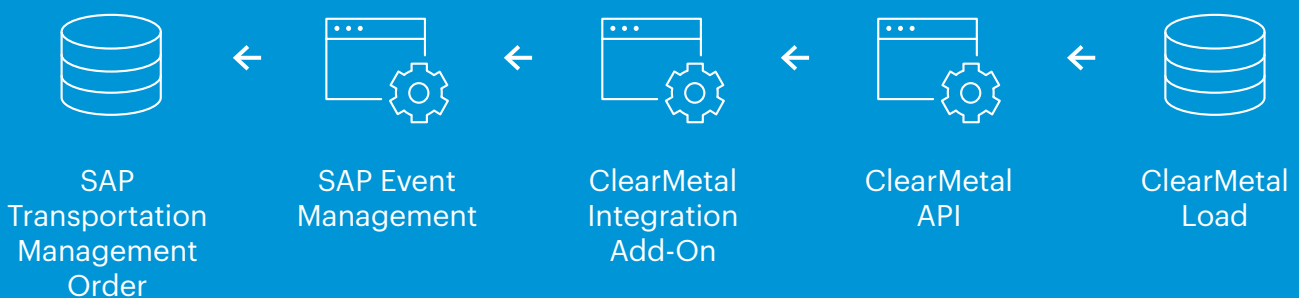 SAP
Transportation
Management
Order
SAP Event
Management
ClearMetal
Integration
Add-On
ClearMetal
API
ClearMetal
Load